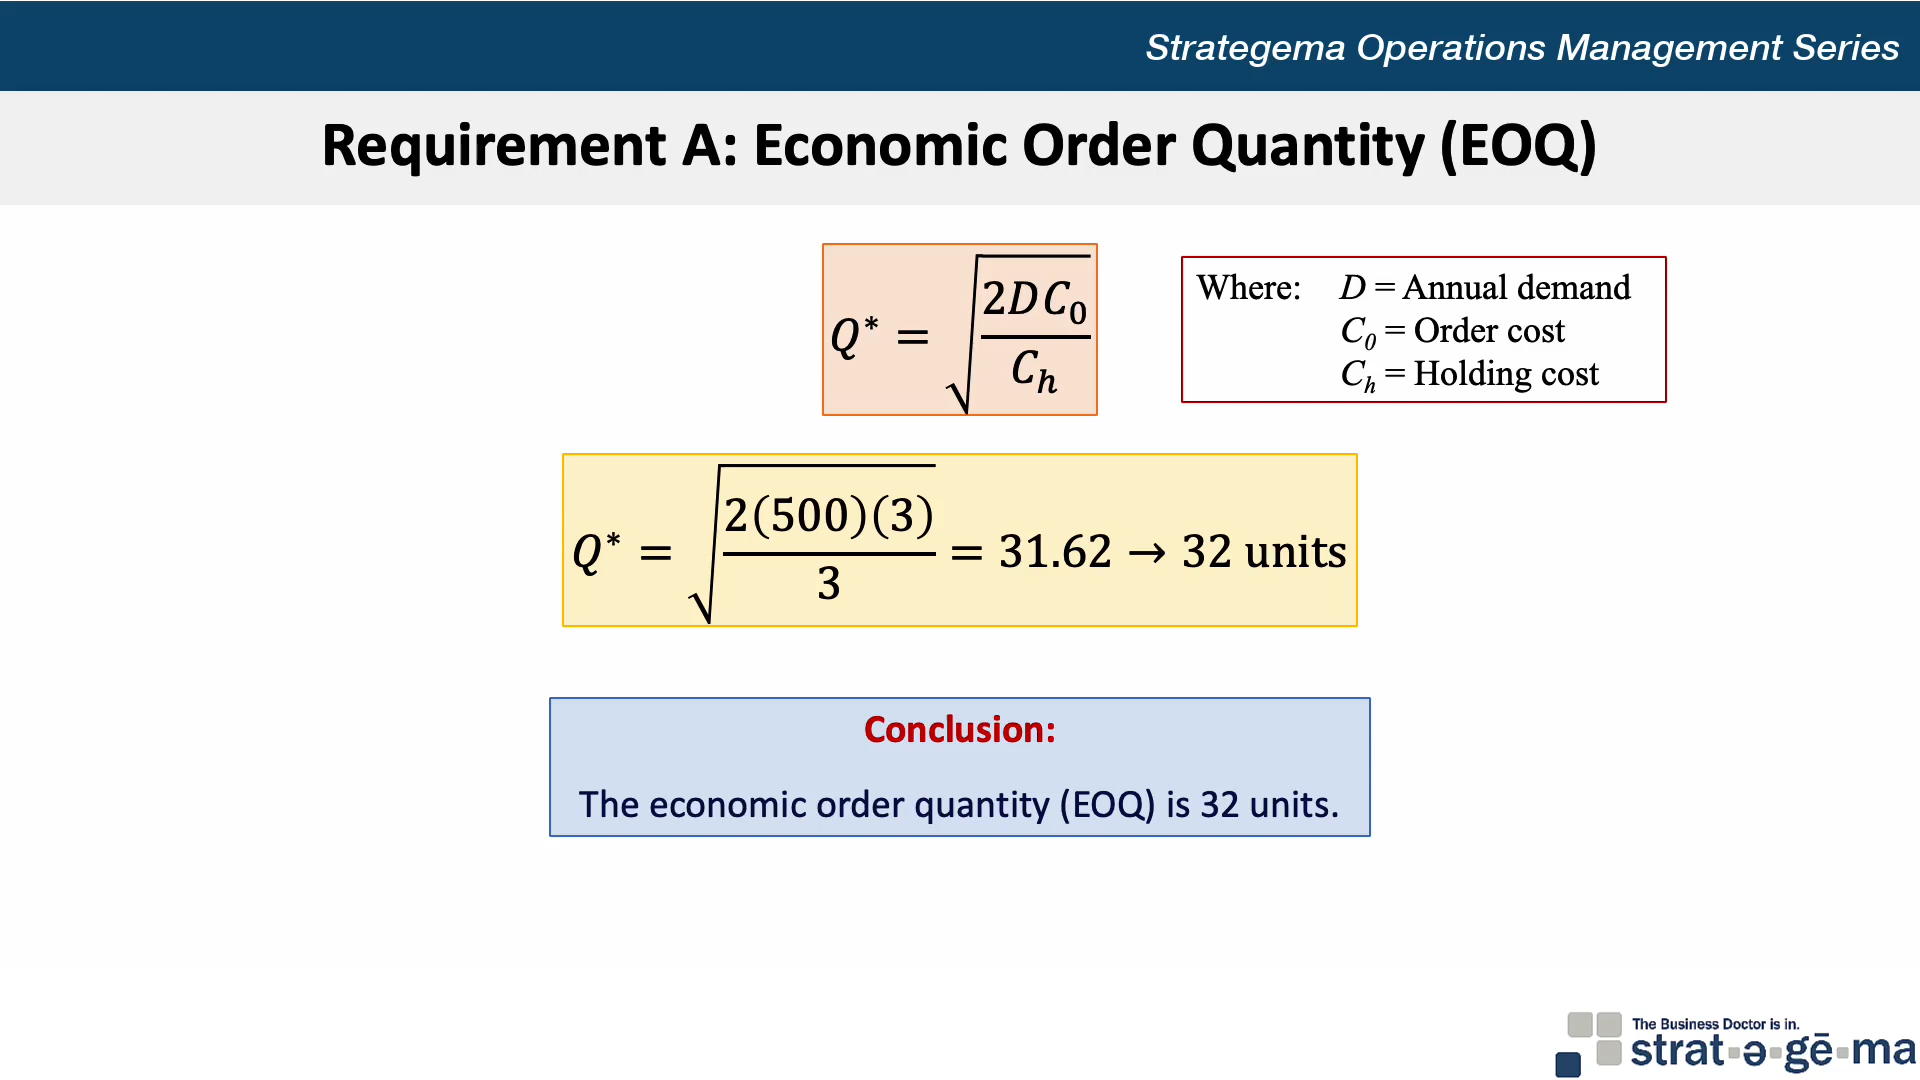 Strategema Operations Management Series
Requirement A: Economic Order Quantity (EOQ)
Q* = √(2DC₀/Cₕ)
Where: D = Annual demand
C₀ = Order cost
Cₕ = Holding cost
Q* = √(2(500)(3)/3) = 31.62 → 32 units
Conclusion:
The economic order quantity (EOQ) is 32 units.
The Business Doctor is in.
strat▪ə▪gē▪ma